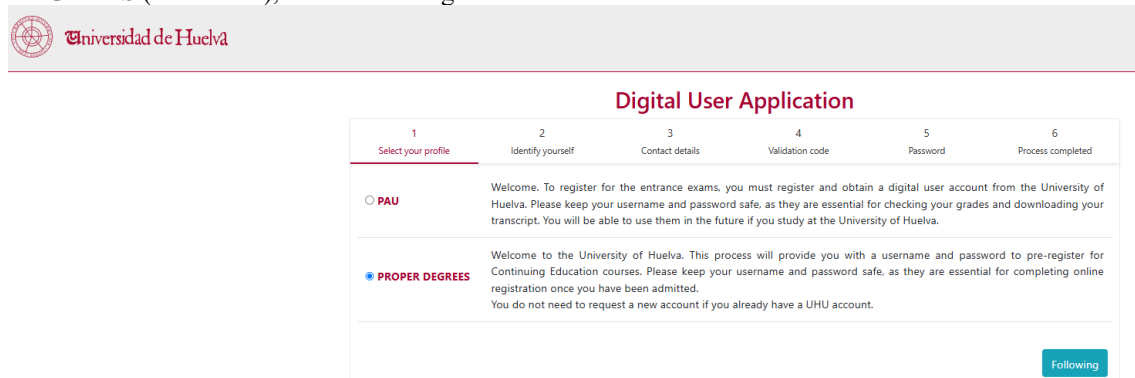 Universidad de Huelva
Digital User Application
1 2 3 4 5 6
Select your profile Identify yourself Contact details Validation code Password Process completed
PAU
Welcome. To register for the entrance exams, you must register and obtain a digital user account from the University of
Huelva. Please keep your username and password safe, as they are essential for checking your grades and downloading your
transcript. You will be able to use them in the future if you study at the University of Huelva.
PROPER DEGREES
Welcome to the University of Huelva. This process will provide you with a username and password to pre-register for
Continuing Education courses. Please keep your username and password safe, as they are essential for completing online
registration once you have been admitted.
You do not need to request a new account if you already have a UHU account.
Following